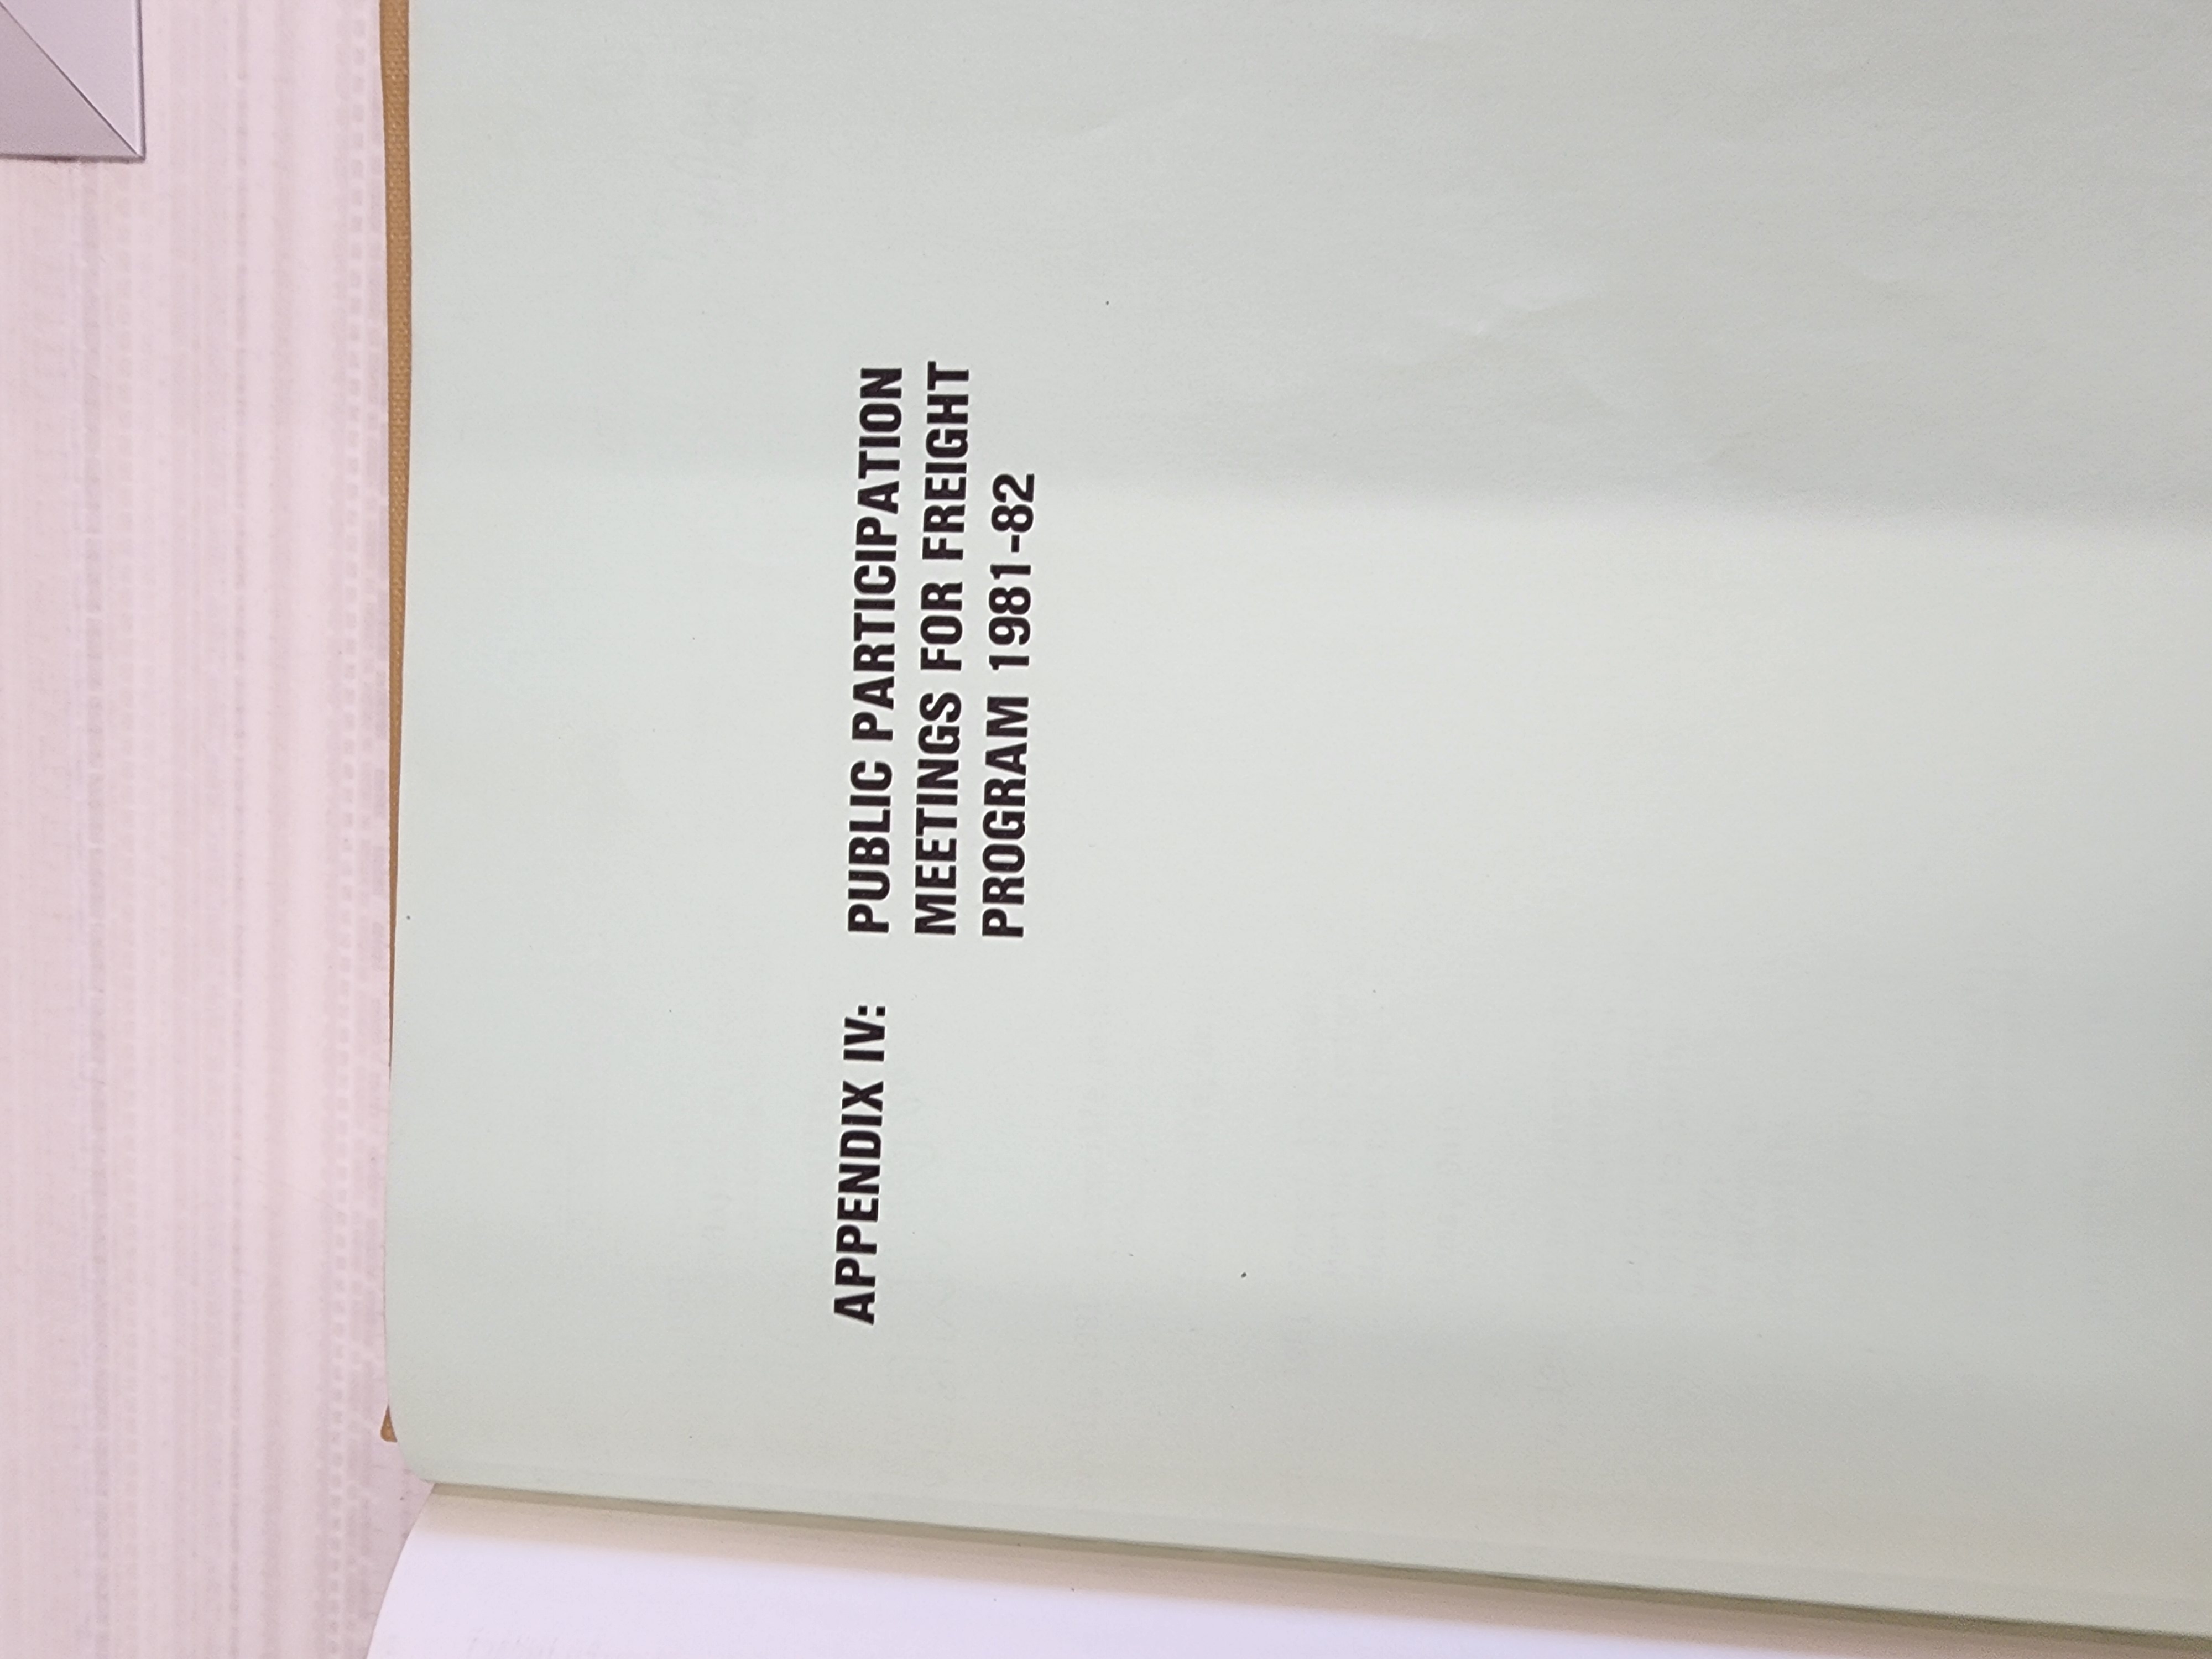 APPENDIX IV: PUBLIC PARTICIPATION
MEETINGS FOR FREIGHT
PROGRAM 1981-82